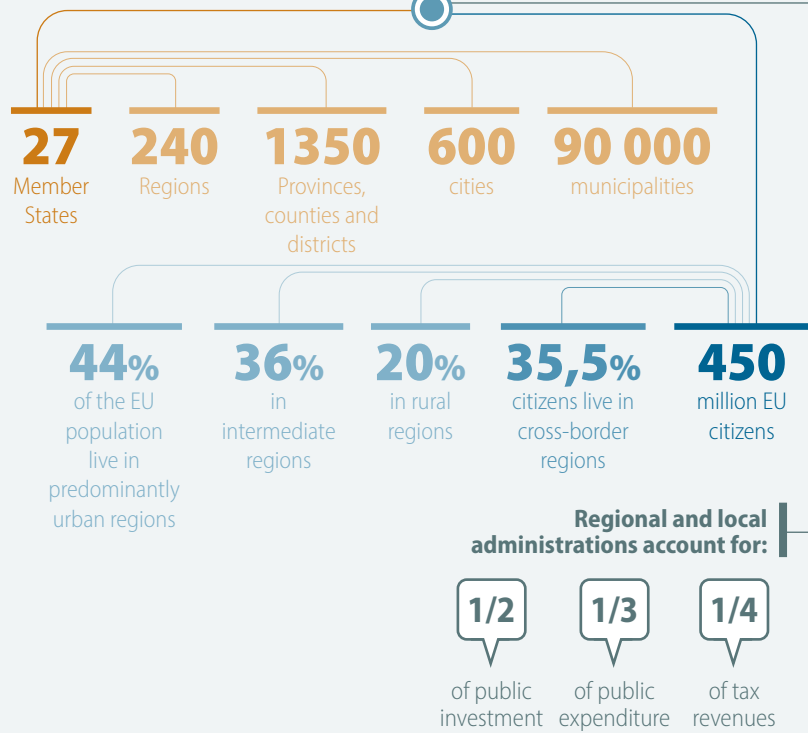 27
Member
States
240
Regions
1350
Provinces,
counties and
districts
600
cities
90 000
municipalities
44%
of the EU
population
live in
predominantly
urban regions
36%
in
intermediate
regions
20%
in rural
regions
35,5%
citizens live in
cross-border
regions
450
million EU
citizens
Regional and local
administrations account for:
1/2
of public
investment
1/3
of public
expenditure
1/4
of tax
revenues